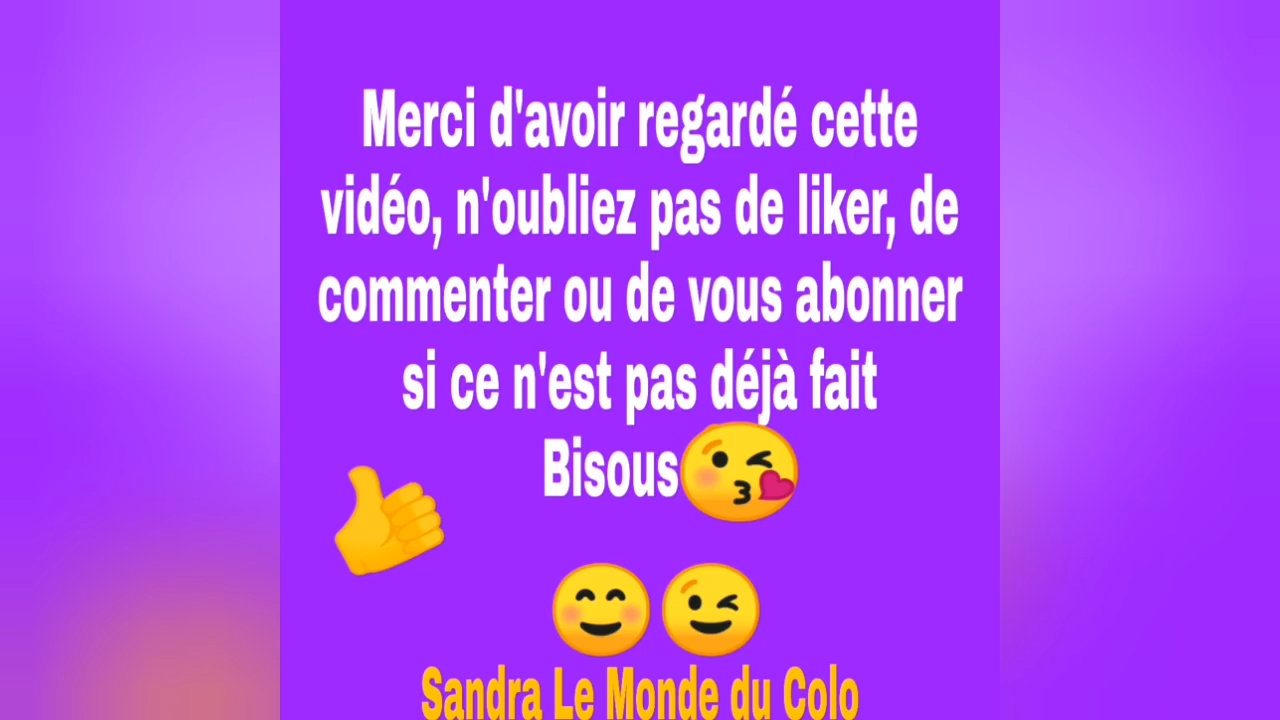 Merci d'avoir regardé cette
vidéo, n'oubliez pas de liker, de
commenter ou de vous abonner
si ce n'est pas déjà fait
Bisous😘
Sandra Le Monde du Colo